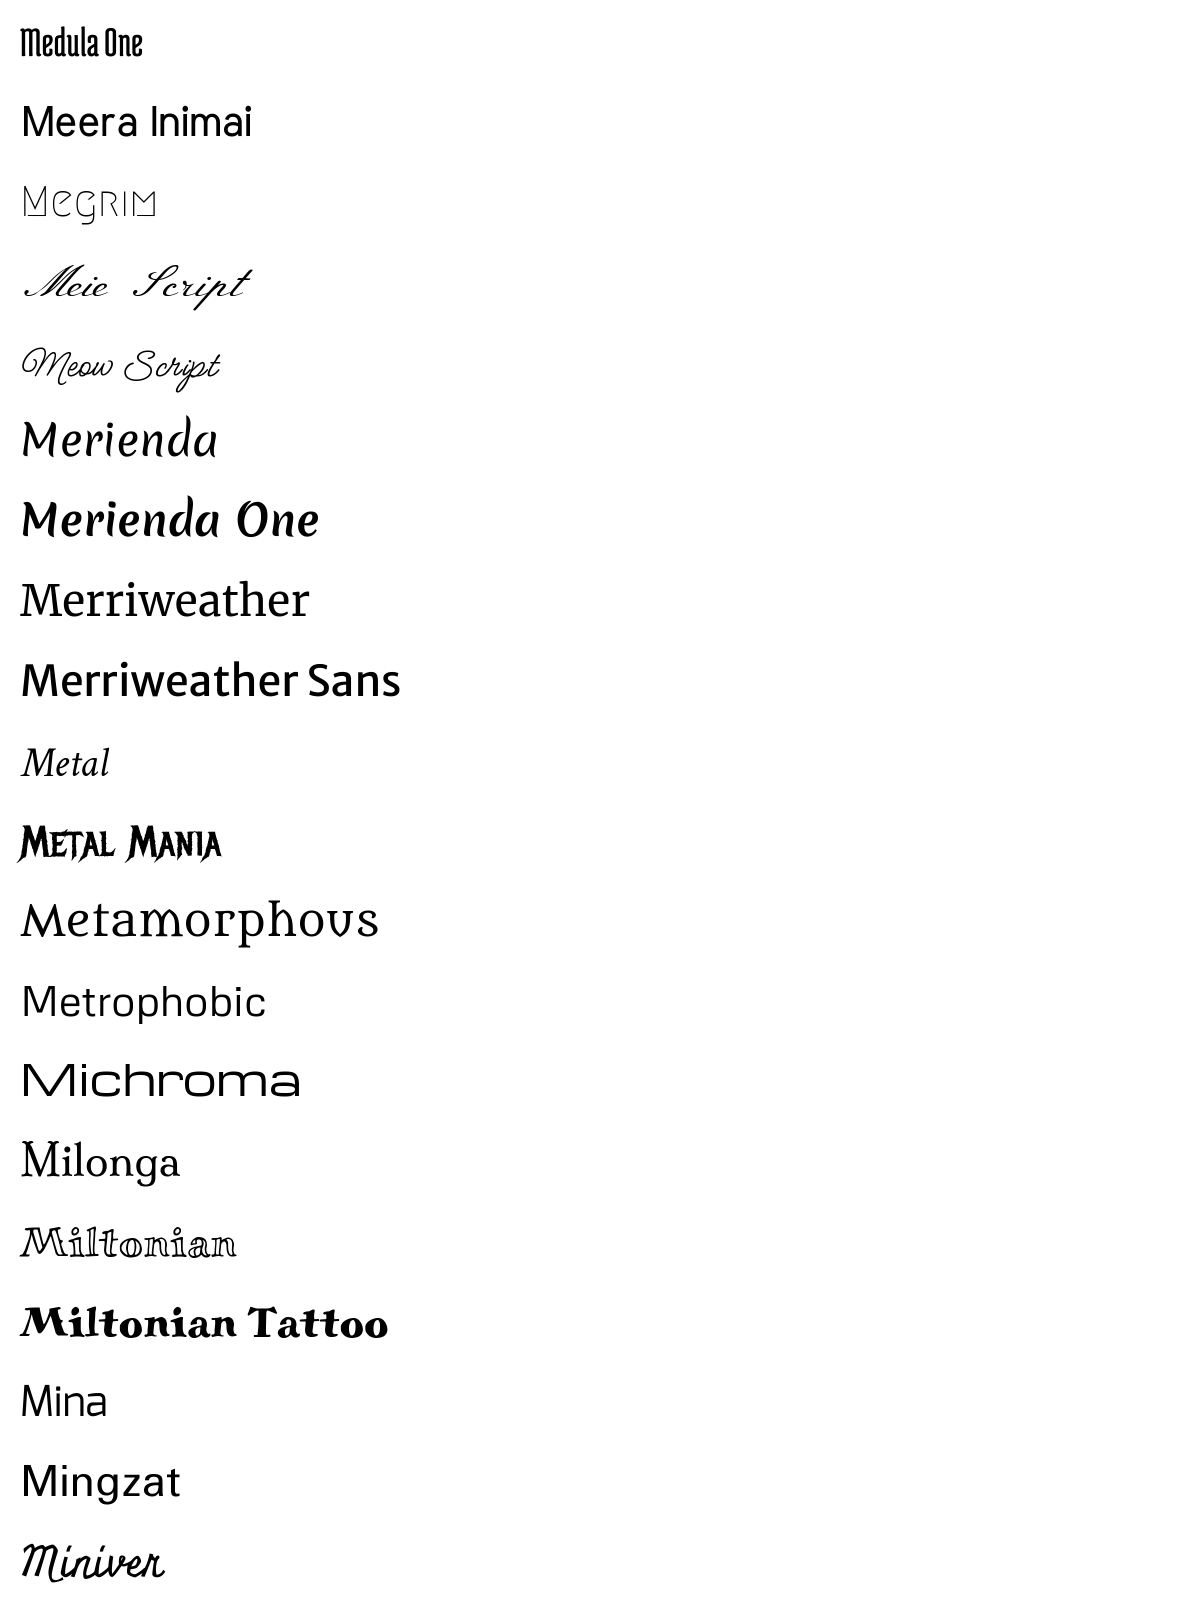 Medula One
Meera Inimai
Megrim
Meie Script
Meow Script
Merienda
Merienda One
Merriweather
Merriweather Sans
Metal
Metal Mania
Metamorphous
Metrophobic
Michroma
Milonga
Miltonian
Miltonian Tattoo
Mina
Mingzat
Miniver